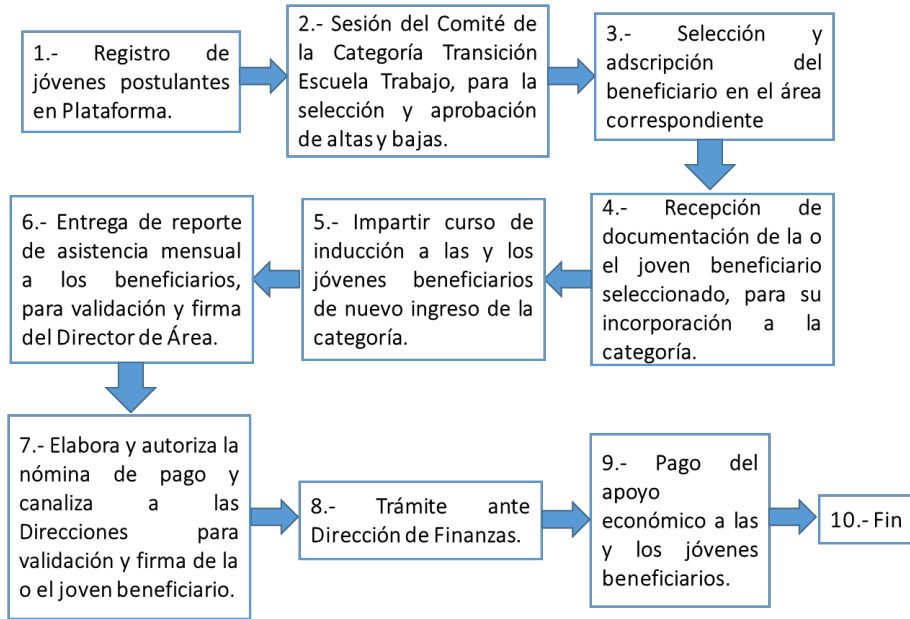 1.- Registro de
jóvenes postulantes
en Plataforma.
2.- Sesión del Comité de
la Categoría Transición
Escuela Trabajo, para la
selección y aprobación
de altas y bajas.
3.- Selección y
adscripción del
beneficiario en el área
correspondiente
4.- Recepción de
documentación de la o
el joven beneficiario
seleccionado, para su
incorporación a la
categoría.
5.- Impartir curso de
inducción a las y los
jóvenes beneficiarios
de nuevo ingreso de la
categoría.
6.- Entrega de reporte
de asistencia mensual
a los beneficiarios,
para validación y firma
del Director de Área.
7.- Elabora y autoriza la
nómina de pago y
canaliza a las
Direcciones para
validación y firma de la
o el joven beneficiario.
8.- Trámite ante
Dirección de Finanzas.
9.- Pago del
apoyo
económico a las
y los jóvenes
beneficiarios.
10.- Fin